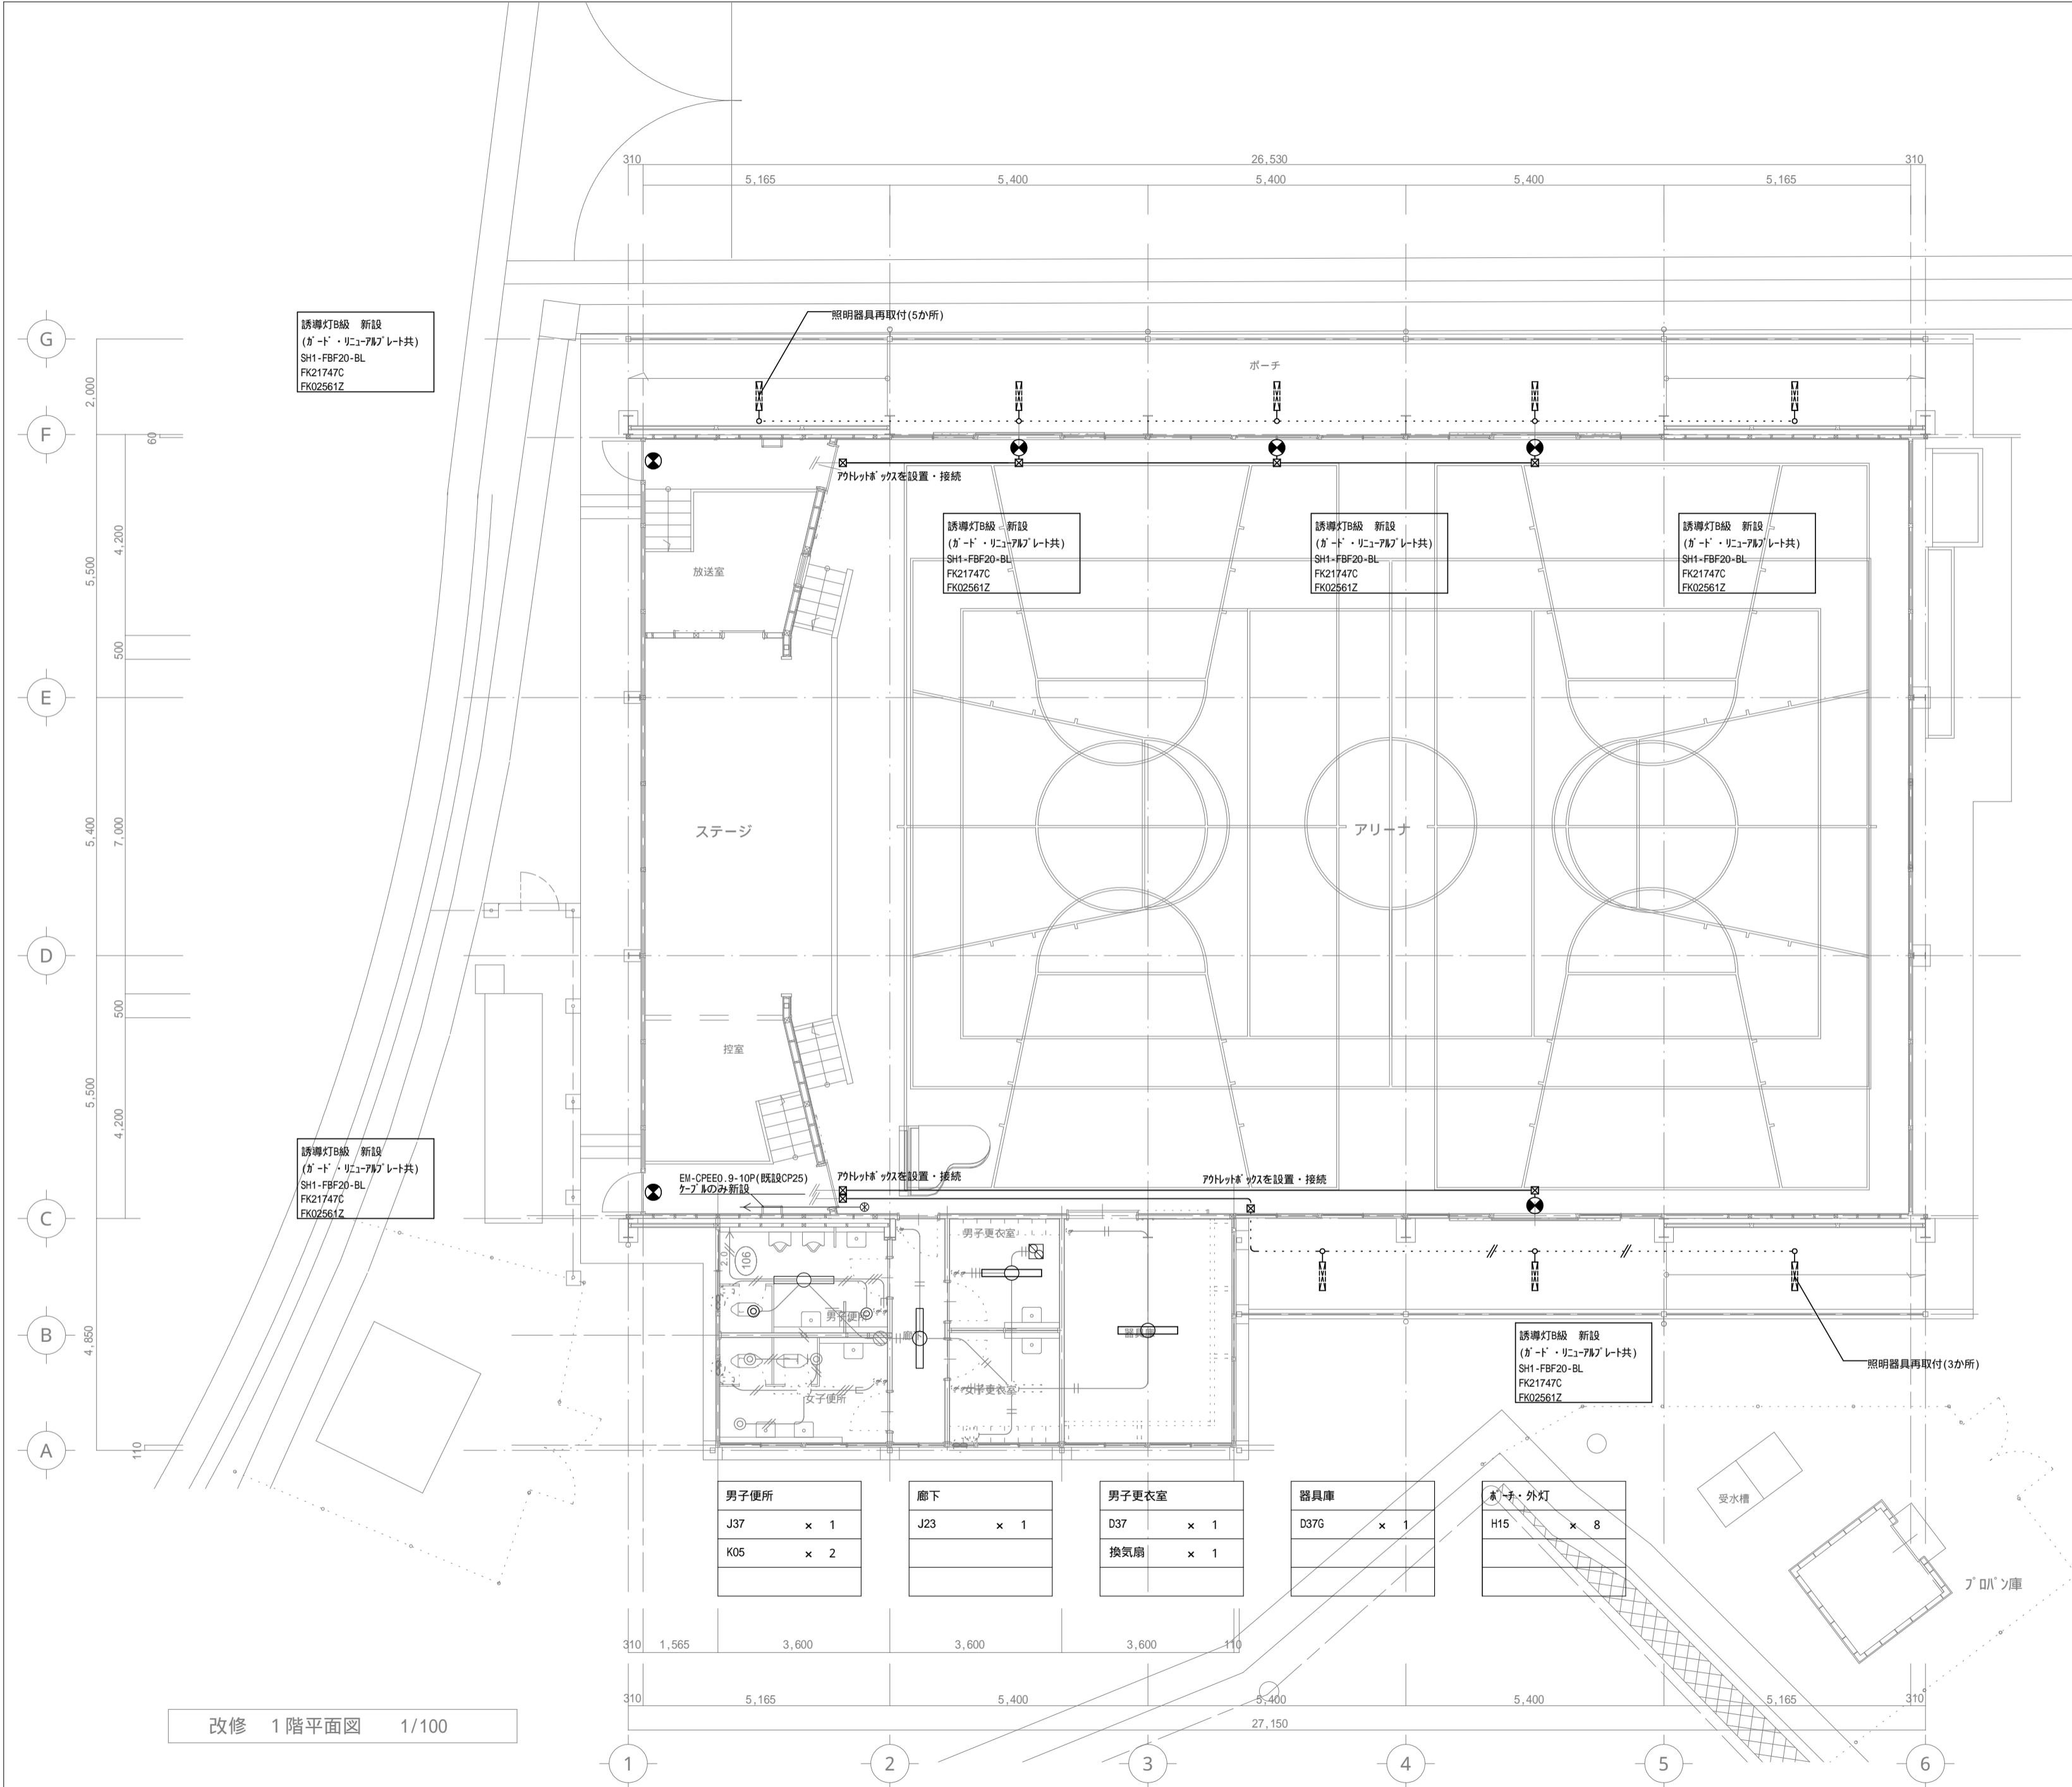 310
26,530
310
5,165
5,400
5,400
5,400
5,165
G
F
E
D
C
B
A
2,000
60
5,500
4,200
500
5,400
7,000
500
5,500
4,200
4,850
110
誘導灯B級　新設
(ｶﾞｰﾄﾞ・ﾘﾆｭｰｱﾙﾌﾟﾚｰﾄ共)
SH1-FBF20-BL
FK21747C
FK02561Z
照明器具再取付(5か所)
ポーチ
ｱｳﾄﾚｯﾄﾎﾞｯｸｽを設置・接続
誘導灯B級　新設
(ｶﾞｰﾄﾞ・ﾘﾆｭｰｱﾙﾌﾟﾚｰﾄ共)
SH1-FBF20-BL
FK21747C
FK02561Z
誘導灯B級　新設
(ｶﾞｰﾄﾞ・ﾘﾆｭｰｱﾙﾌﾟﾚｰﾄ共)
SH1-FBF20-BL
FK21747C
FK02561Z
誘導灯B級　新設
(ｶﾞｰﾄﾞ・ﾘﾆｭｰｱﾙﾌﾟﾚｰﾄ共)
SH1-FBF20-BL
FK21747C
FK02561Z
放送室
ステージ
アリーナ
控室
誘導灯B級　新設
(ｶﾞｰﾄﾞ・ﾘﾆｭｰｱﾙﾌﾟﾚｰﾄ共)
SH1-FBF20-BL
FK21747C
FK02561Z
EM-CPEE0.9-10P(既設CP25)
ｹｰﾌﾞﾙのみ新設
ｱｳﾄﾚｯﾄﾎﾞｯｸｽを設置・接続
ｱｳﾄﾚｯﾄﾎﾞｯｸｽを設置・接続
2.0
106
男子更衣室
男子便所
女子更衣室
女子便所
誘導灯B級　新設
(ｶﾞｰﾄﾞ・ﾘﾆｭｰｱﾙﾌﾟﾚｰﾄ共)
SH1-FBF20-BL
FK21747C
FK02561Z
照明器具再取付(3か所)
男子便所
J37 × 1
K05 × 2
廊下
J23 × 1
男子更衣室
D37 × 1
換気扇 × 1
器具庫
D37G × 1
ﾎﾟｰﾁ・外灯
H15 × 8
受水槽
ﾌﾟﾛﾊﾟﾝ庫
310
1,565
3,600
3,600
3,600
110
310
5,165
5,400
5,400
5,400
5,165
310
27,150
改修　1階平面図　1/100
1
2
3
4
5
6